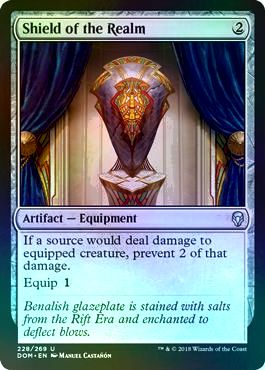 Shield of the Realm 2
Artifact — Equipment
If a source would deal damage to
equipped creature, prevent 2 of that
damage.
Equip 1
Benalish glazeplate is stained with salts
from the Rift Era and enchanted to
deflect blows.
228/269 U
DOM • EN Manuel Castañón
™ & © 2018 Wizards of the Coast